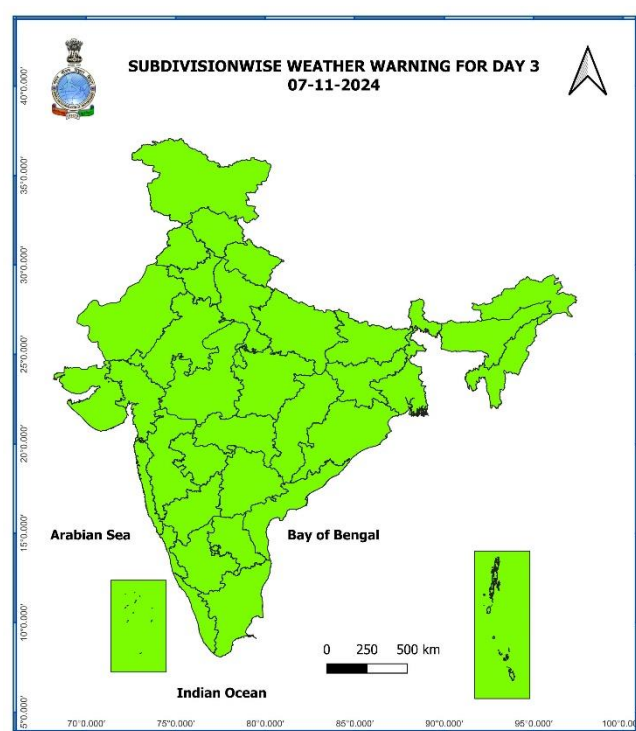 SUBDIVISIONWISE WEATHER WARNING FOR DAY 3
07-11-2024
40°0.000'
35°0.000'
30°0.000'
25°0.000'
20°0.000'
15°0.000'
10°0.000'
5°0.000'
Arabian Sea
Bay of Bengal
0 250 500 km
Indian Ocean
70°0.000' 75°0.000' 80°0.000' 85°0.000' 90°0.000' 95°0.000' 100°0.0